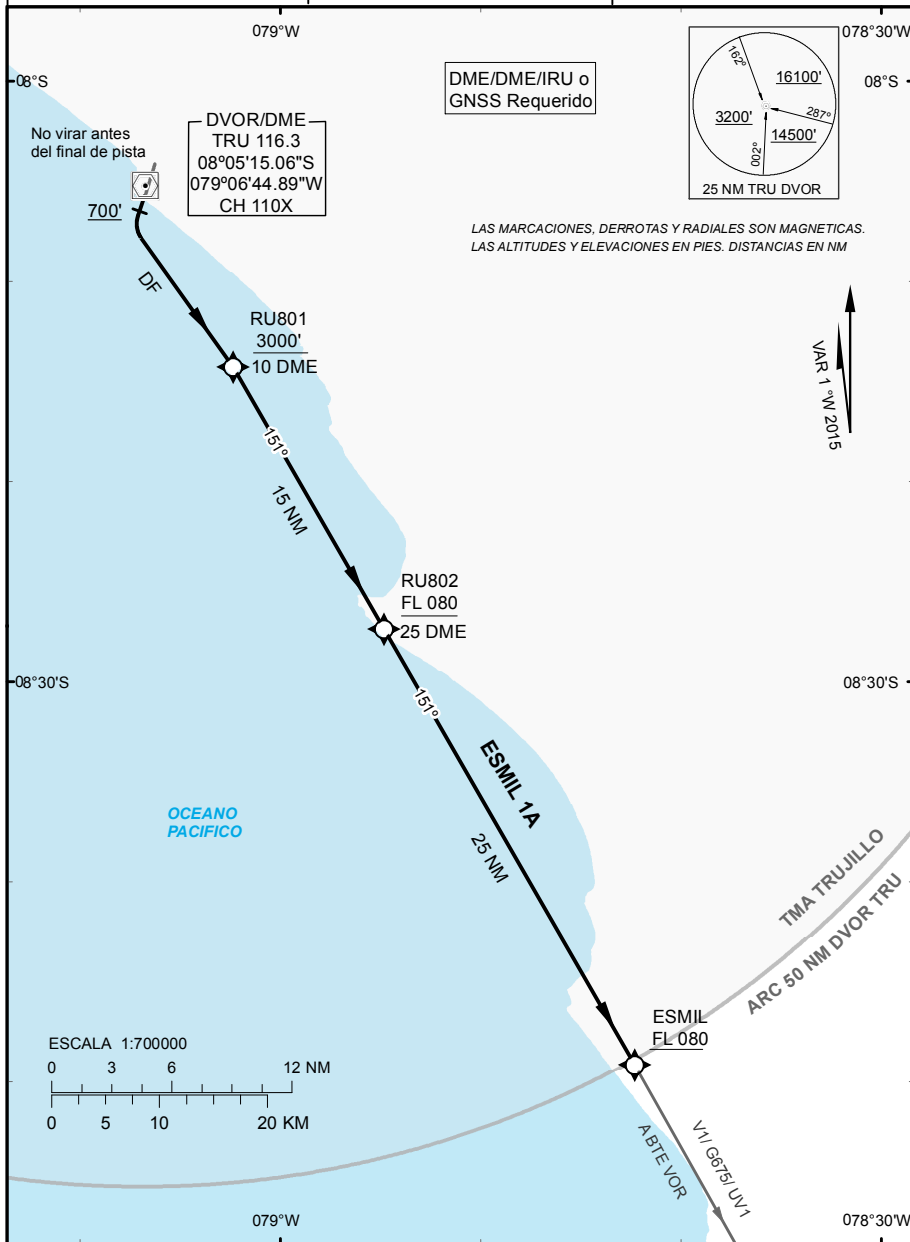 079°W
078°30'W
08°S
08°S
DME/DME/IRU o
GNSS Requerido
162°
16100'
3200'
287°
14500'
002°
25 NM TRU DVOR
No virar antes
del final de pista
DVOR/DME
TRU 116.3
08°05'15.06"S
079°06'44.89"W
CH 110X
700'
LAS MARCACIONES, DERROTAS Y RADIALES SON MAGNETICAS.
LAS ALTITUDES Y ELEVACIONES EN PIES. DISTANCIAS EN NM
DF
RU801
3000'
10 DME
VAR 1 °W 2015
151°
15 NM
RU802
FL 080
25 DME
08°30'S
08°30'S
151°
ESMIL 1A
25 NM
OCEANO
PACIFICO
TMA TRUJILLO
ARC 50 NM DVOR TRU
ESMIL
FL 080
ESCALA 1:700000
0 3 6 12 NM
0 5 10 20 KM
A BTE VOR
V1/ G675/ UV1
079°W
078°30'W